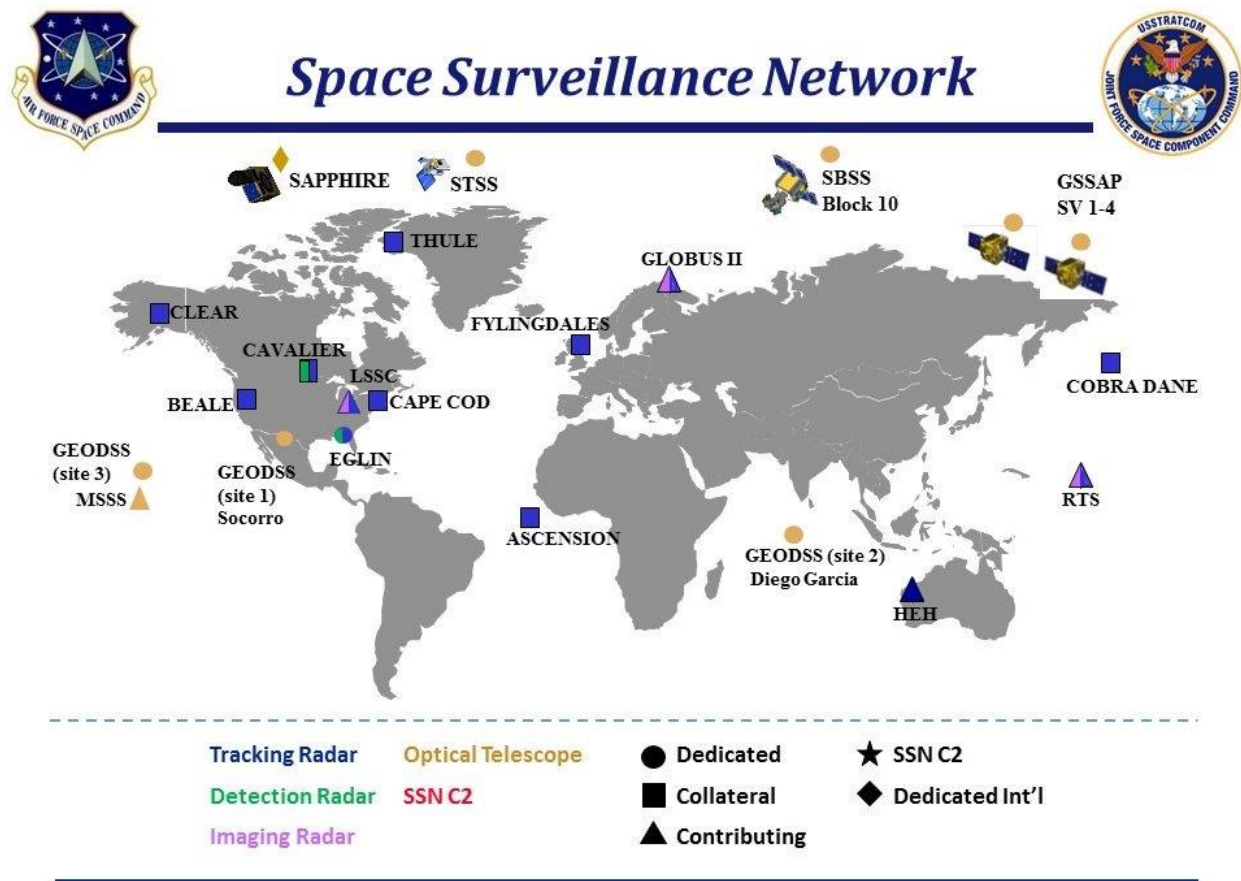 Space Surveillance Network
AIR FORCE SPACE COMMAND
USSTRATCOM
JOINT FORCE SPACE COMPONENT COMMAND
SAPPHIRE
STSS
SBSS
Block 10
GSSAP
SV 1-4
THULE
GLOBUS II
CLEAR
FYLINGDALES
CAVALIER
LSSC
COBRA DANE
BEALE
CAPE COD
EGLIN
GEODSS
(site 3)
MSSS
GEODSS
(site 1)
Socorro
RTS
ASCENSION
GEODSS (site 2)
Diego Garcia
HEH
Tracking Radar
Optical Telescope
Dedicated
SSN C2
Detection Radar
SSN C2
Collateral
Dedicated Int'l
Imaging Radar
Contributing